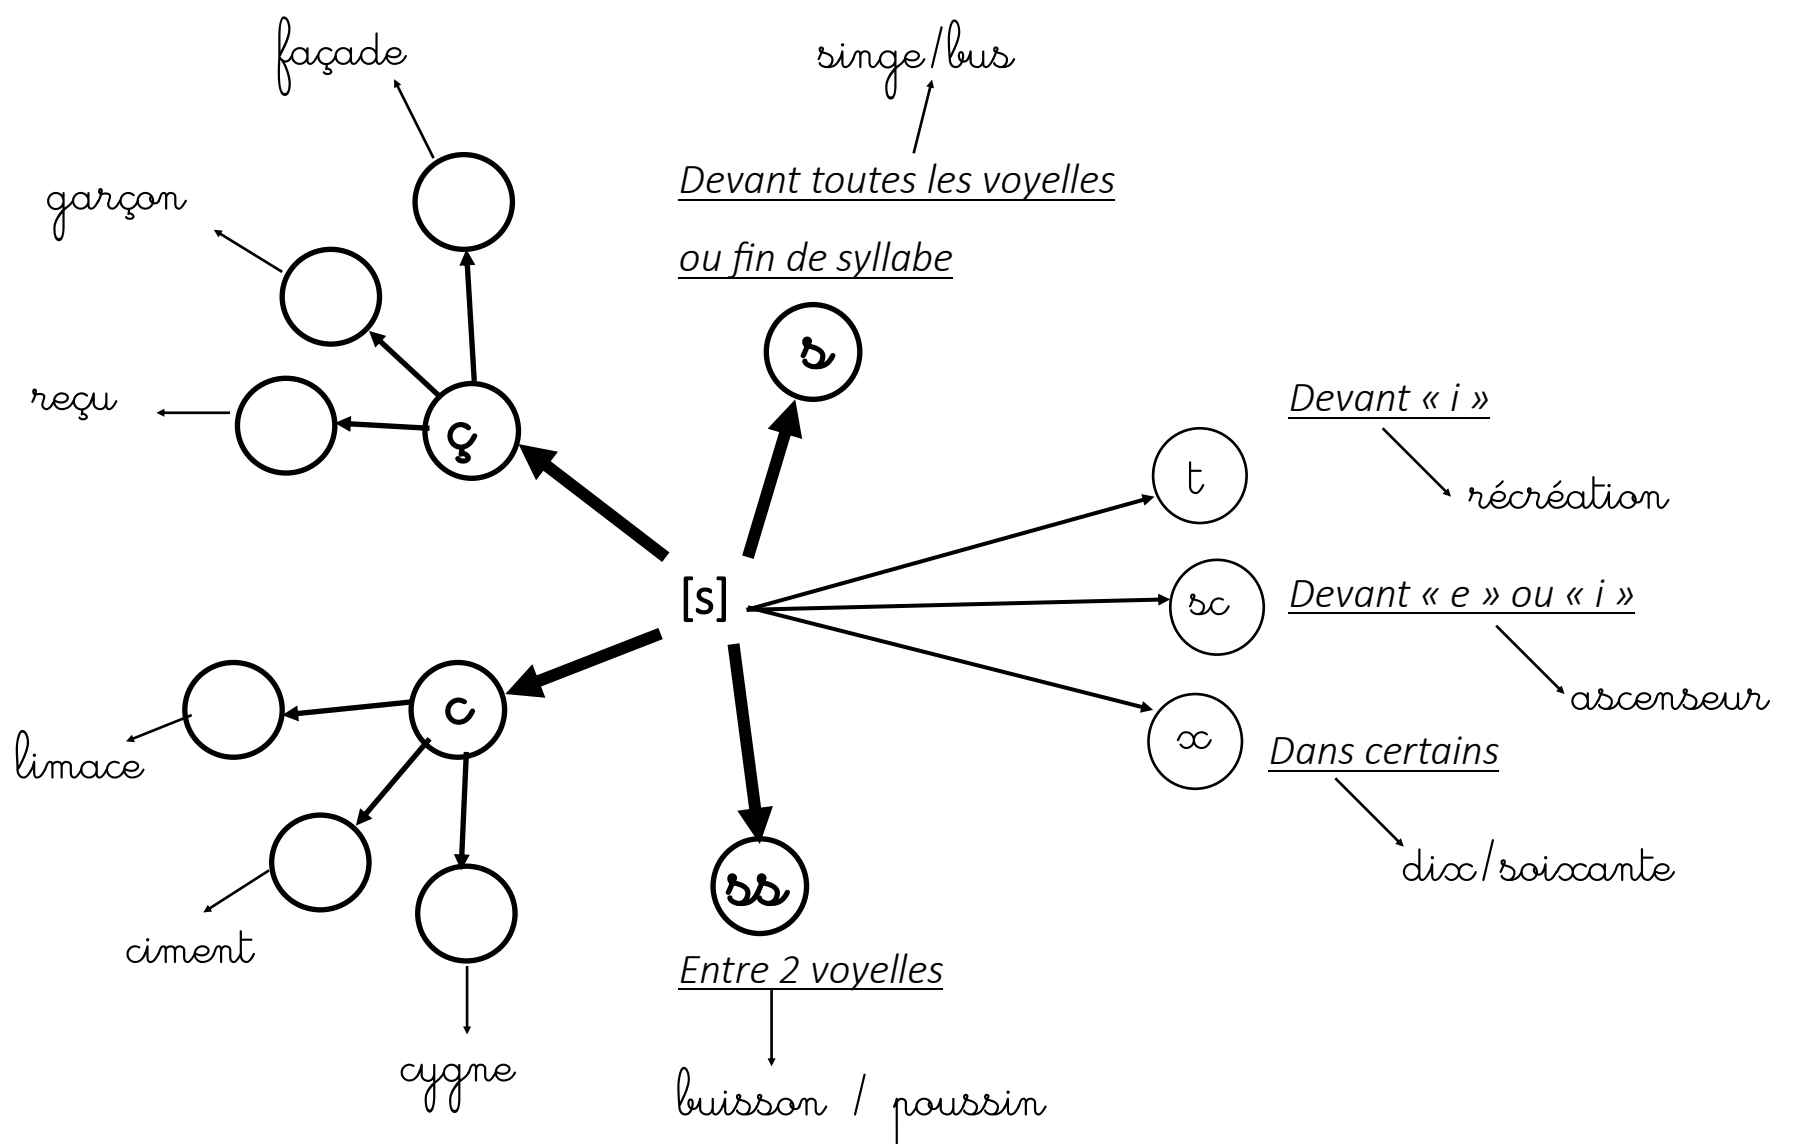 façade
singe/bus
garçon
Devant toutes les voyelles
ou fin de syllabe
s
reçu
ç
Devant « i »
t
récréation
[s]
sc
Devant « e » ou « i »
ascenseur
c
limace
x
Dans certains
dix/soixante
ss
ciment
Entre 2 voyelles
cygne
buisson / poussin